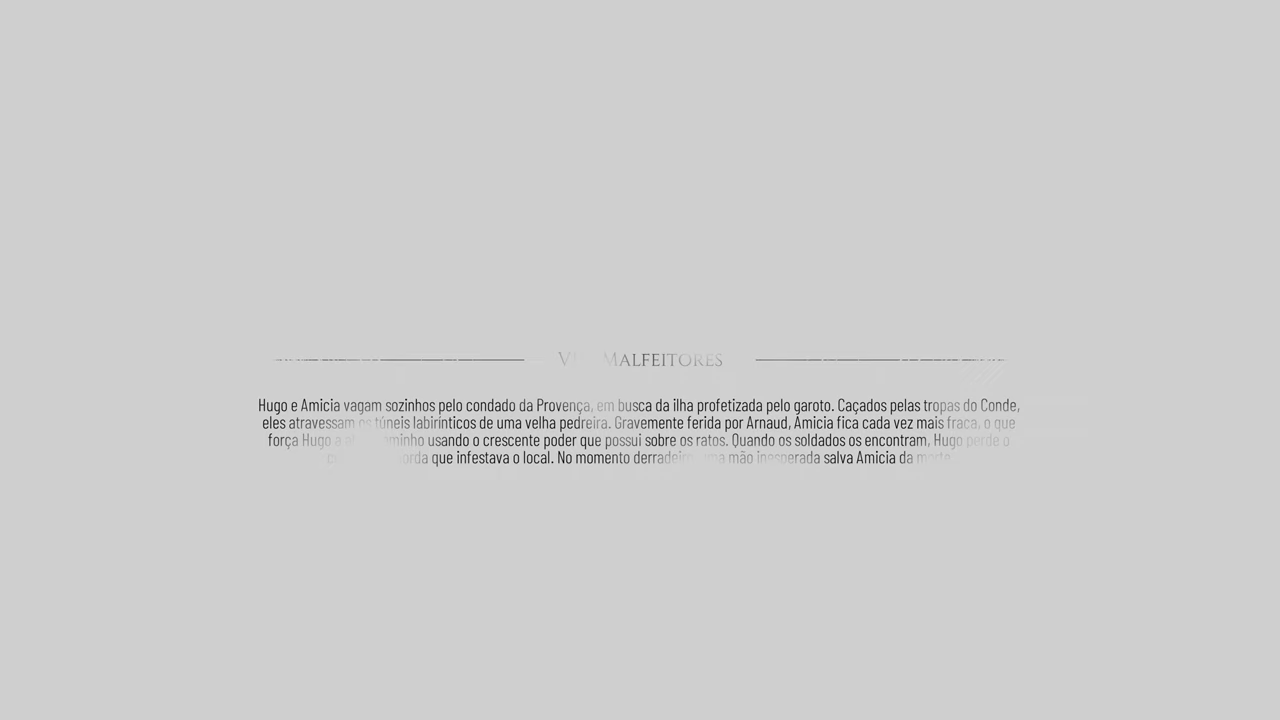 Malfeitores
Hugo e Amicia vagam sozinhos pelo condado da Provença, em busca da ilha profetizada pelo garoto. Caçados pelas tropas do Conde,
eles atravessam os túneis labirínticos de uma velha pedreira. Gravemente ferida por Arnaud, Amicia fica cada vez mais fraca, o que
força Hugo a usando o crescente poder que possui sobre os ratos. Quando os soldados os encontram, Hugo perde o
que infestava o local. No momento derradeiro, uma mão inesperada salva Amicia da morte.